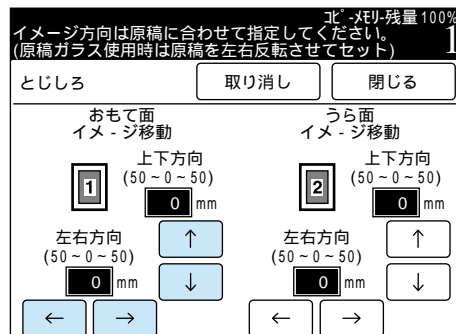 ｺﾋﾟｰﾒﾓﾘｰ残量100%
イメージ方向は原稿に合わせて指定してください。
(原稿ガラス使用時は原稿を左右反転させてセット) 1
とじしろ 取り消し 閉じる
おもて面 うら面
イメ-ジ移動 イメ-ジ移動
上下方向 上下方向
1 (50~0~50) 2 (50~0~50)
0 mm 0 mm
左右方向 ↑ 左右方向 ↑
(50~0~50) (50~0~50)
0 mm ↓ 0 mm ↓
← → ← →